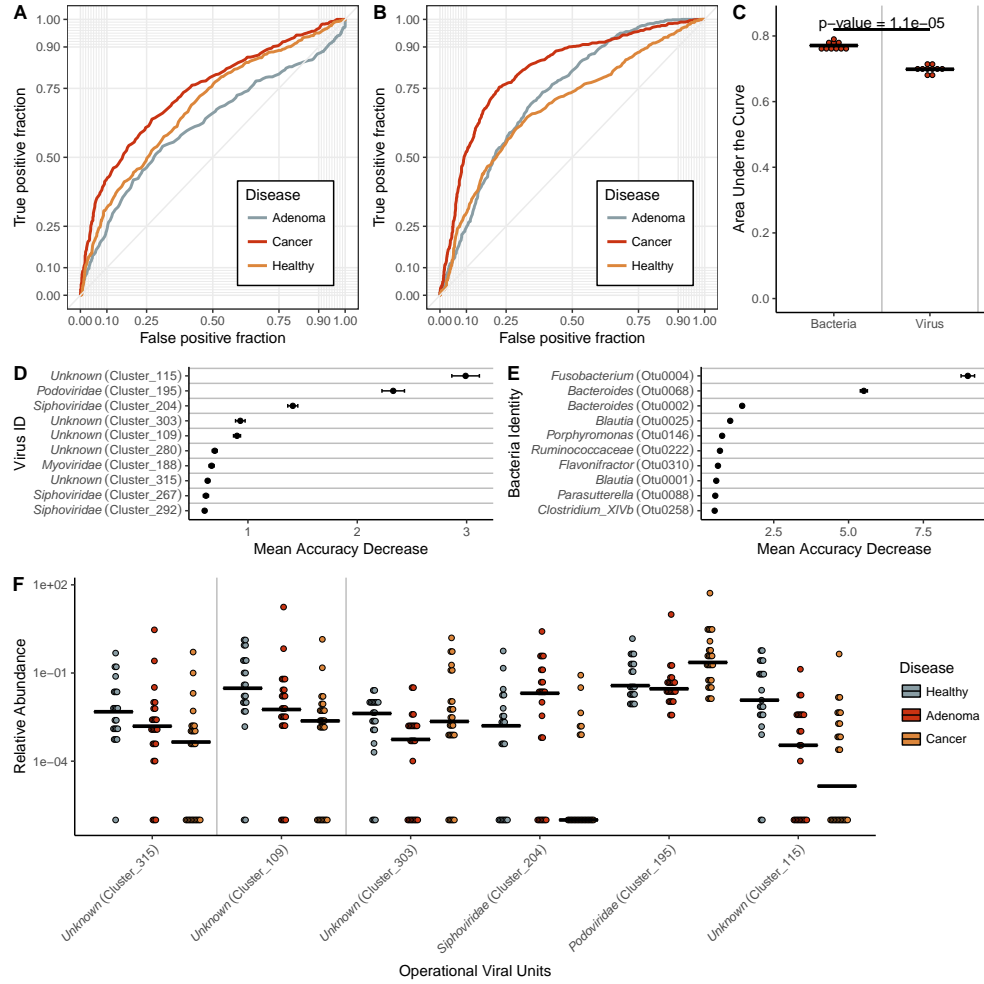 A
True positive fraction
1.00
0.90
0.75
0.50
0.25
0.10
0.00
Disease
Adenoma
Cancer
Healthy
0.00 0.10 0.25 0.50 0.75 0.90 1.00
False positive fraction
B
True positive fraction
1.00
0.90
0.75
0.50
0.25
0.10
0.00
Disease
Adenoma
Cancer
Healthy
0.00 0.10 0.25 0.50 0.75 0.90 1.00
False positive fraction
C
p−value = 1.1e−05
Area Under the Curve
0.8
0.6
0.4
0.2
0.0
Bacteria Virus
D
Virus ID
Unknown (Cluster_115)
Podoviridae (Cluster_195)
Siphoviridae (Cluster_204)
Unknown (Cluster_303)
Unknown (Cluster_109)
Unknown (Cluster_280)
Myoviridae (Cluster_188)
Unknown (Cluster_315)
Siphoviridae (Cluster_267)
Siphoviridae (Cluster_292)
1 2 3
Mean Accuracy Decrease
E
Bacteria Identity
Fusobacterium (Otu0004)
Bacteroides (Otu0068)
Bacteroides (Otu0002)
Blautia (Otu0025)
Porphyromonas (Otu0146)
Ruminococcaceae (Otu0222)
Flavonifractor (Otu0310)
Blautia (Otu0001)
Parasutterella (Otu0088)
Clostridium_XIVb (Otu0258)
2.5 5.0 7.5
Mean Accuracy Decrease
F
Relative Abundance
1e+02
1e−01
1e−04
Unknown (Cluster_315)
Unknown (Cluster_109)
Unknown (Cluster_303)
Siphoviridae (Cluster_204)
Podoviridae (Cluster_195)
Unknown (Cluster_115)
Operational Viral Units
Disease
Healthy
Adenoma
Cancer